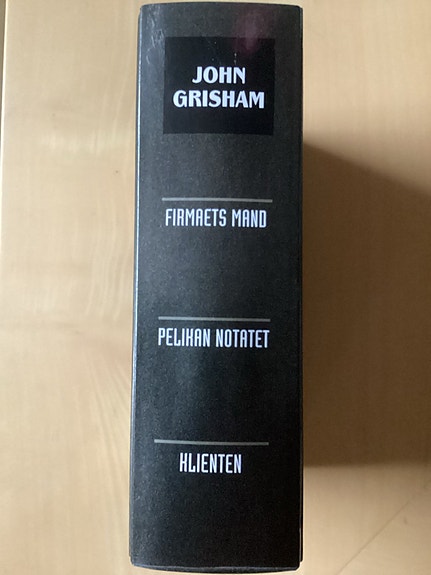 JOHN
GRISHAM
FIRMAETS MAND
PELIKAN NOTATET
KLIENTEN